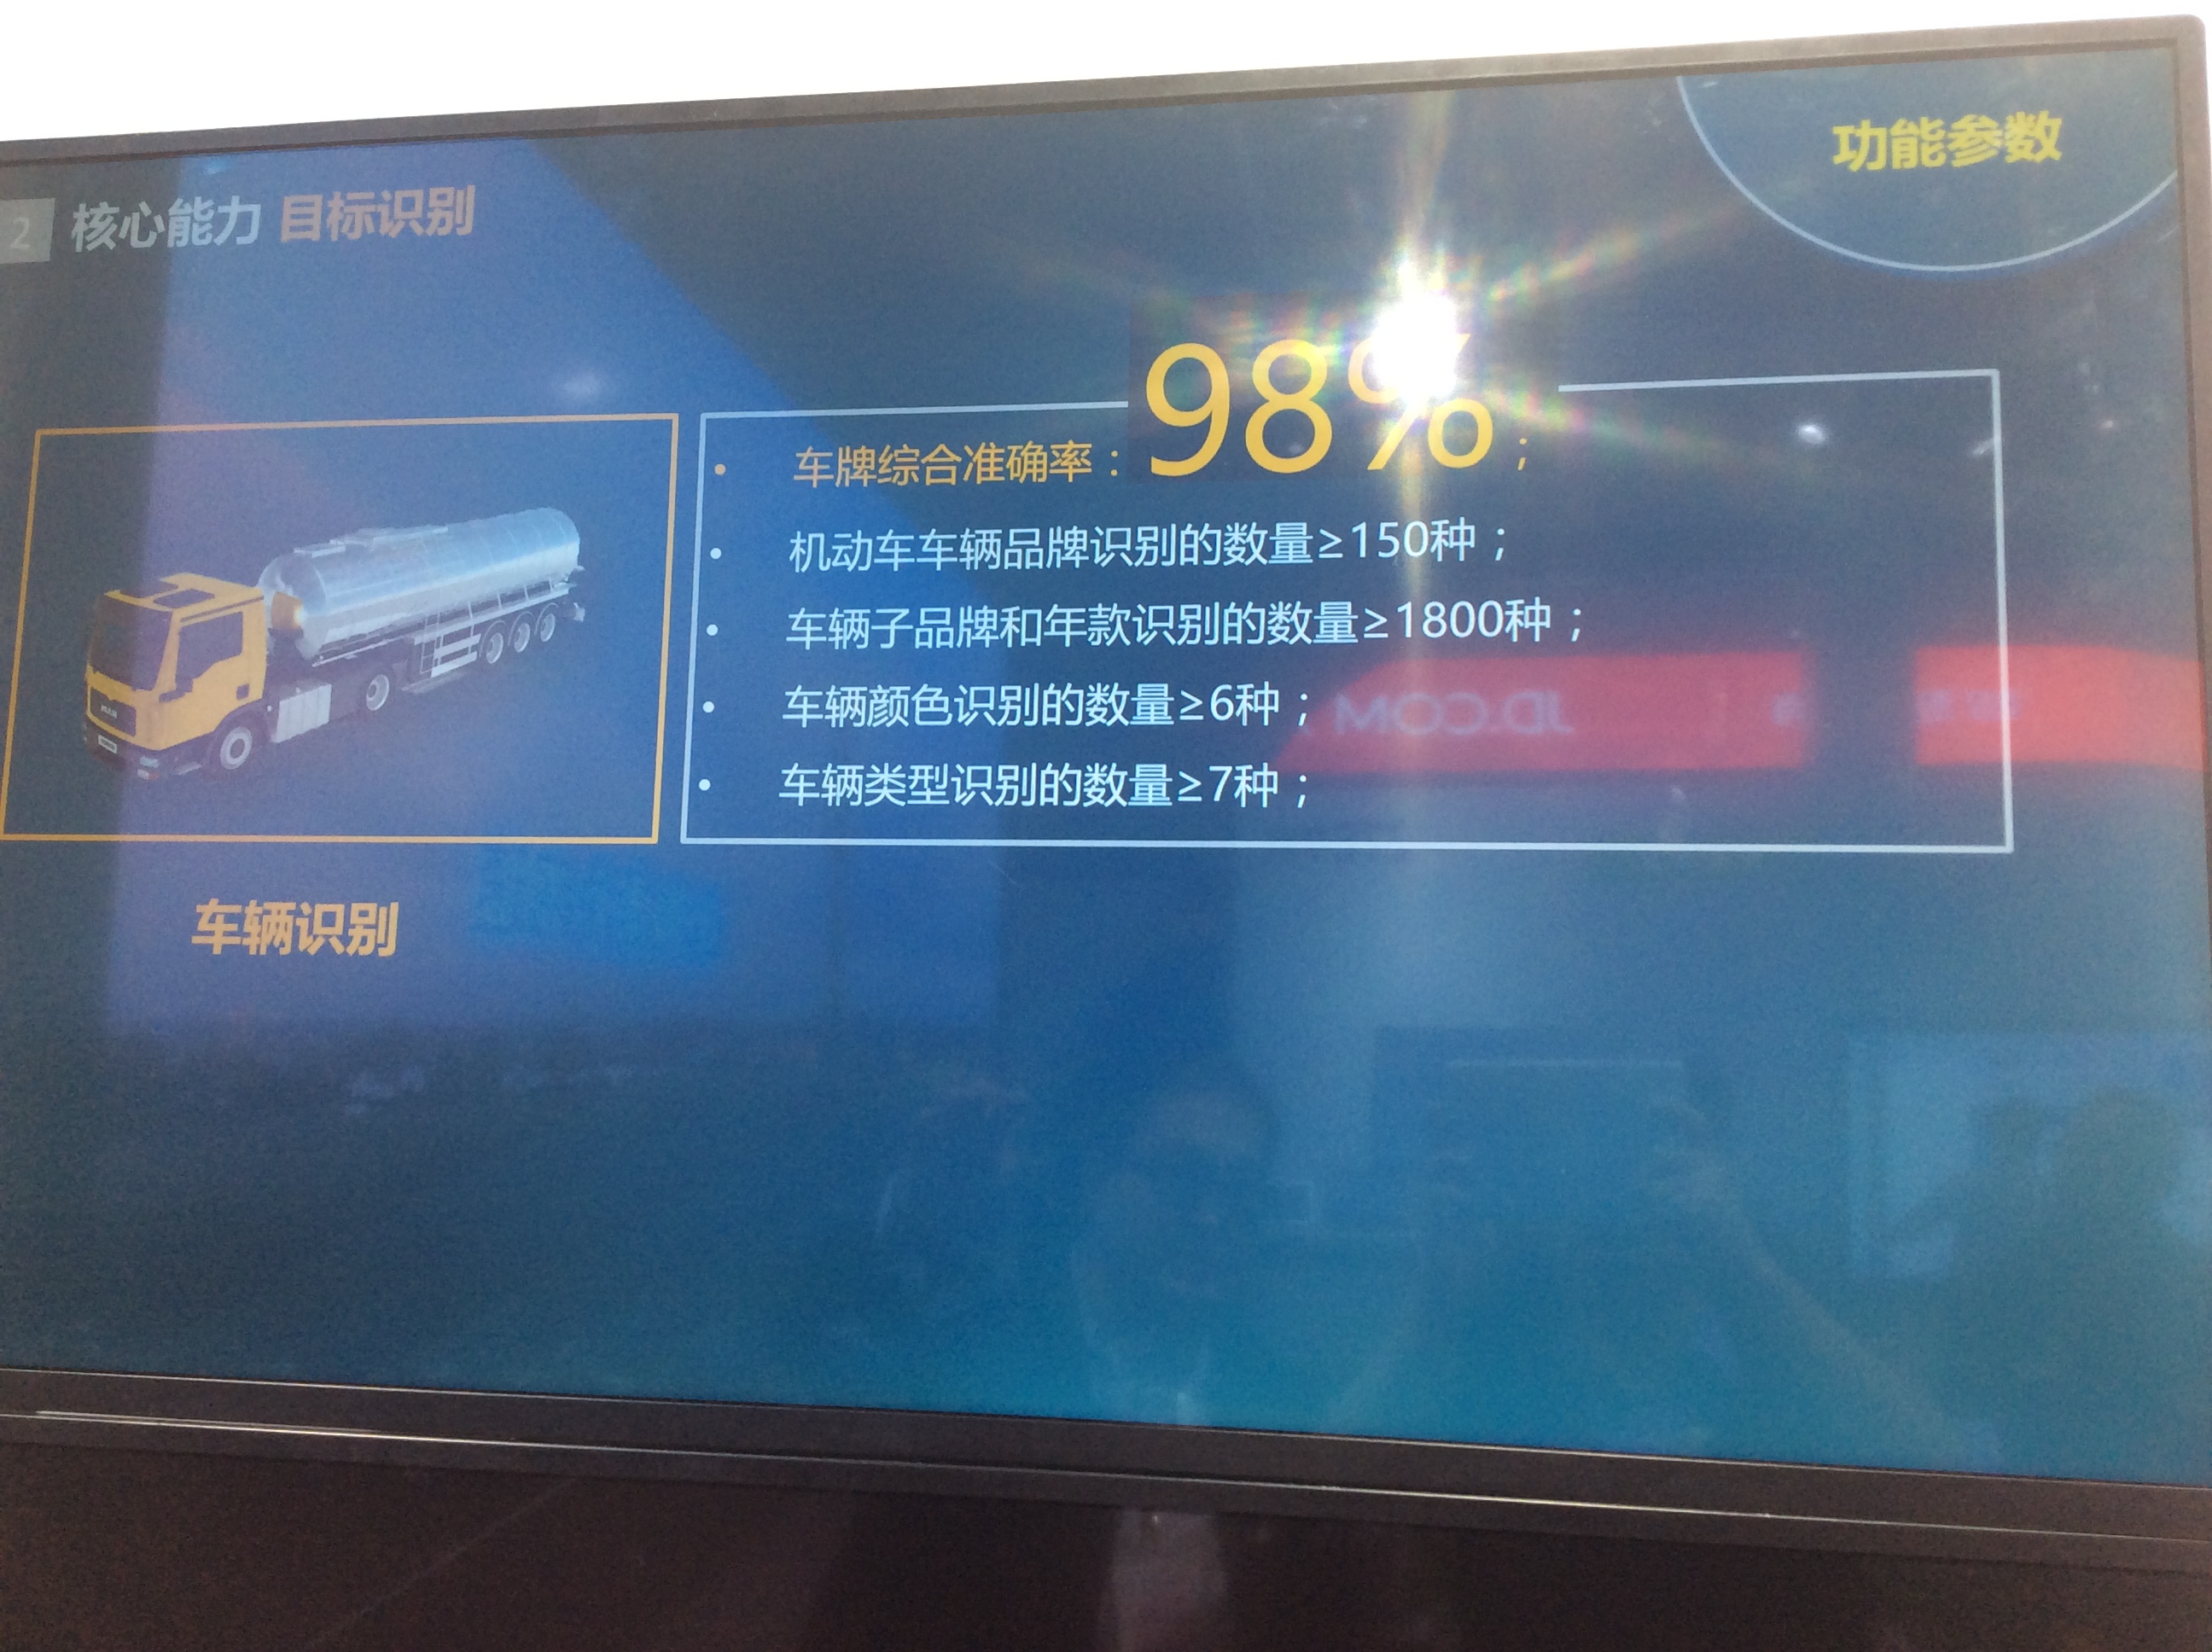 2 核心能力 目标识别
功能参数
• 车牌综合准确率：98%；
• 机动车车辆品牌识别的数量≥150种；
• 车辆子品牌和年款识别的数量≥1800种；
• 车辆颜色识别的数量≥6种；
• 车辆类型识别的数量≥7种；
JD.COM
车辆识别